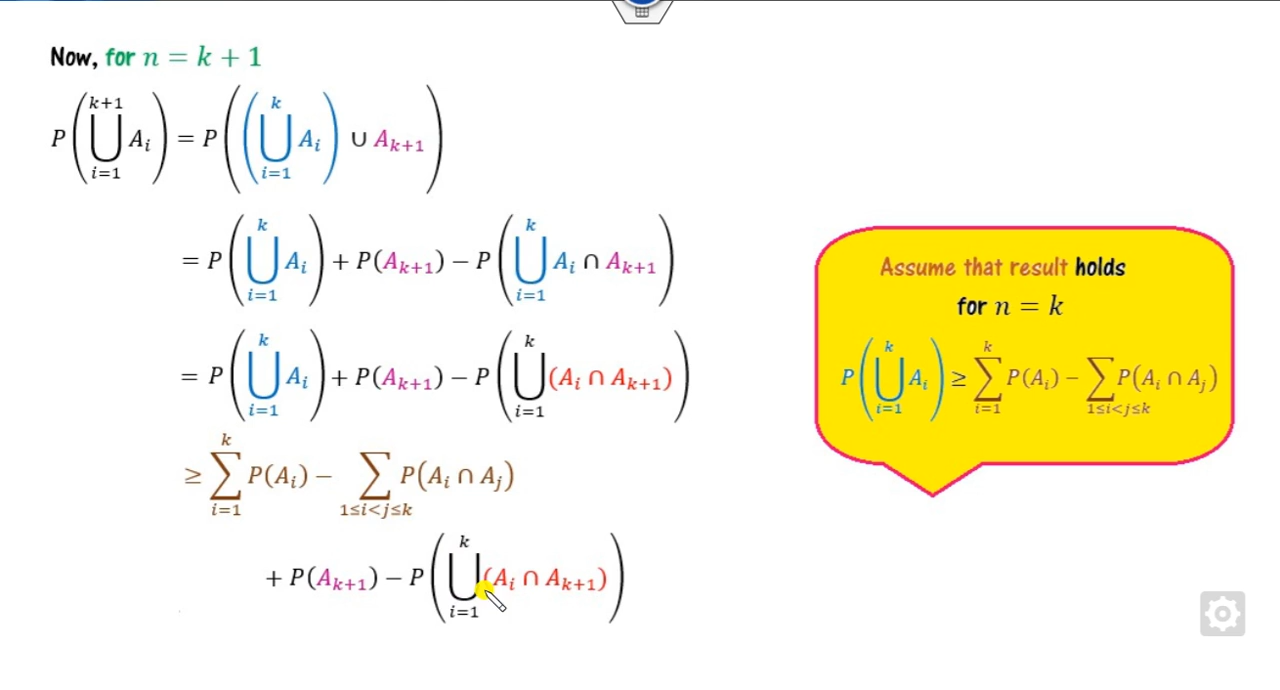 Now, for n = k + 1
P(⋃_{i=1}^{k+1} A_i) = P((⋃_{i=1}^{k} A_i) ∪ A_{k+1})
= P(⋃_{i=1}^{k} A_i) + P(A_{k+1}) − P(⋃_{i=1}^{k} A_i ∩ A_{k+1})
= P(⋃_{i=1}^{k} A_i) + P(A_{k+1}) − P(⋃_{i=1}^{k} (A_i ∩ A_{k+1}))
≥ ∑_{i=1}^{k} P(A_i) − ∑_{1≤i<j≤k} P(A_i ∩ A_j)
+ P(A_{k+1}) − P(⋃_{i=1}^{k} (A_i ∩ A_{k+1}))
Assume that result holds
for n = k
P(⋃_{i=1}^{k} A_i) ≥ ∑_{i=1}^{k} P(A_i) − ∑_{1≤i<j≤k} P(A_i ∩ A_j)